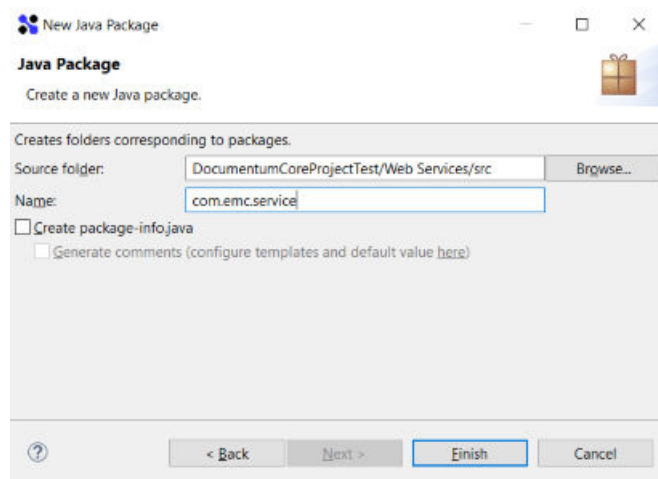 New Java Package
Java Package
Create a new Java package.
Creates folders corresponding to packages.
Source folder: DocumentumCoreProjectTest/Web Services/src Browse...
Name: com.emc.service
Create package-info.java
Generate comments (configure templates and default value here)
? < Back Next > Finish Cancel